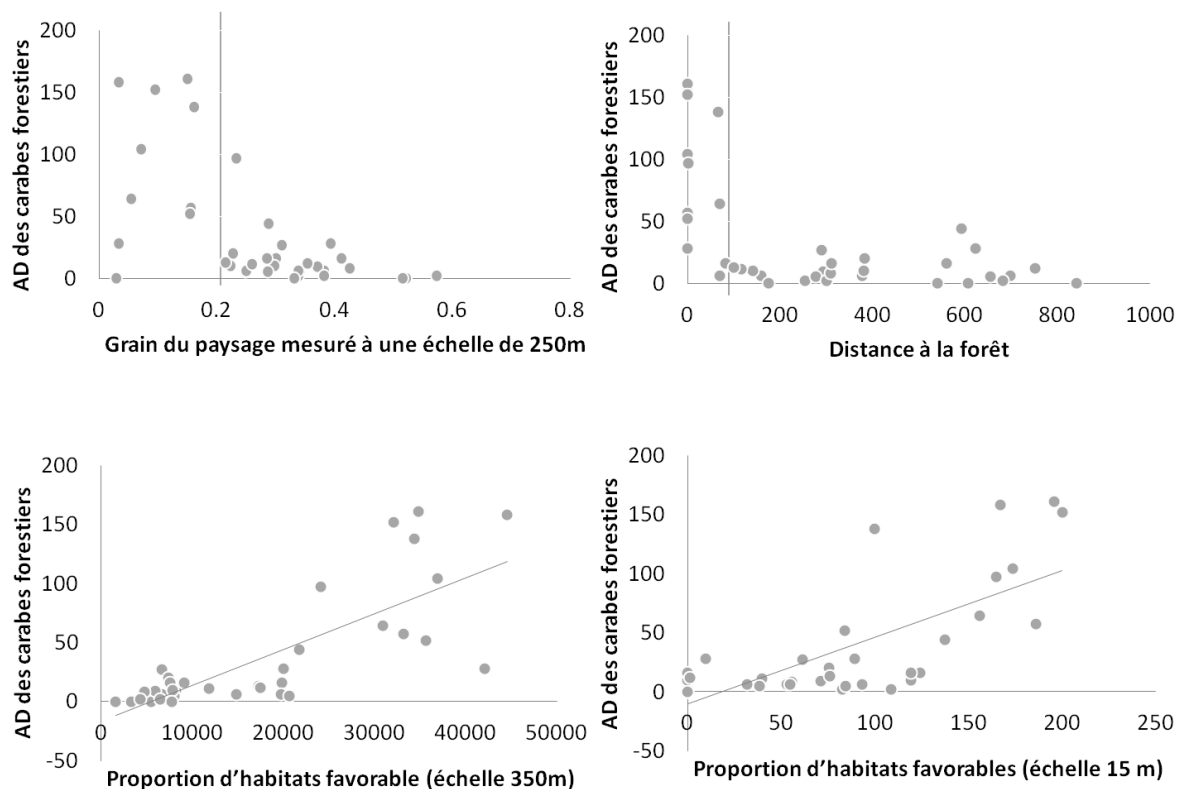 AD des carabes forestiers
200
150
100
50
0
0 0.2 0.4 0.6 0.8
Grain du paysage mesuré à une échelle de 250m
AD des carabes forestiers
200
150
100
50
0
0 200 400 600 800 1000
Distance à la forêt
AD des carabes forestiers
200
150
100
50
0
-50
0 10000 20000 30000 40000 50000
Proportion d'habitats favorable (échelle 350m)
AD des carabes forestiers
200
150
100
50
0
-50
0 50 100 150 200 250
Proportion d'habitats favorables (échelle 15 m)